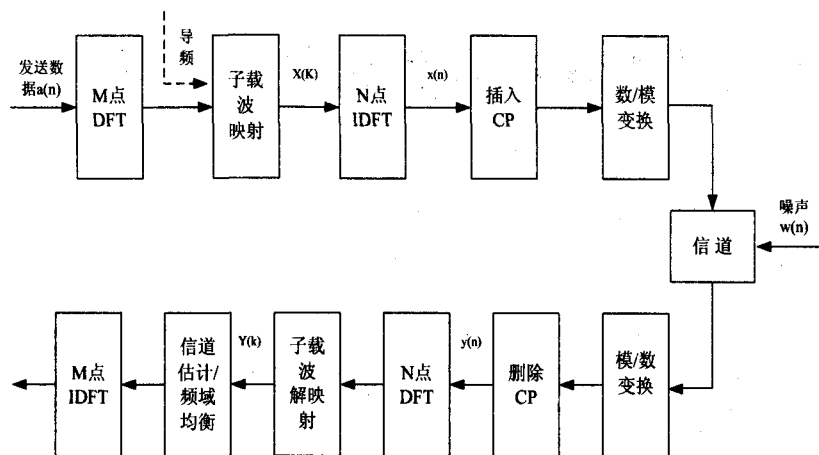 导
频
发送数
据a(n)
M点
DFT
子载
波
映射
X(K)
N点
IDFT
x(n)
插入
CP
数/模
变换
噪声
w(n)
信 道
M点
IDFT
信道
估计/
频域
均衡
Y(k)
子载
波
解映
射
N点
DFT
y(n)
删除
CP
模/数
变换